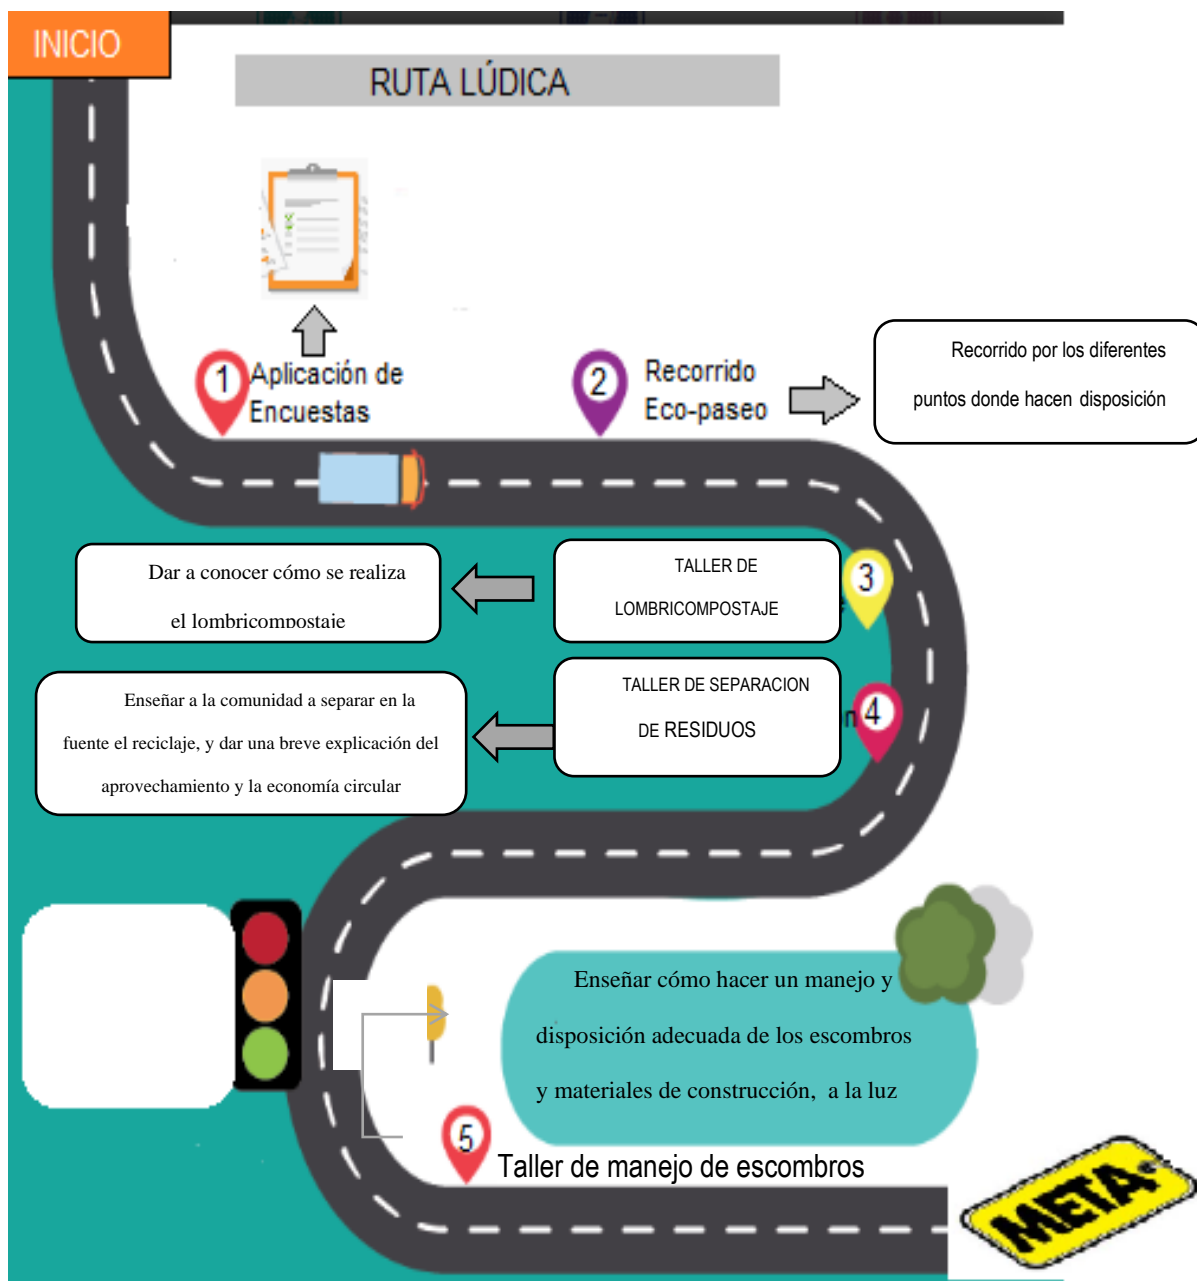 INICIO
RUTA LÚDICA
1
Aplicación de
Encuestas
2
Recorrido
Eco-paseo
Recorrido por los diferentes
puntos donde hacen disposición
3
TALLER DE
LOMBRICOMPOSTAJE
Dar a conocer cómo se realiza
el lombricompostaje
4
TALLER DE SEPARACION
DE RESIDUOS
Enseñar a la comunidad a separar en la
fuente el reciclaje, y dar una breve explicación del
aprovechamiento y la economía circular
Enseñar cómo hacer un manejo y
disposición adecuada de los escombros
y materiales de construcción, a la luz
5
Taller de manejo de escombros
META